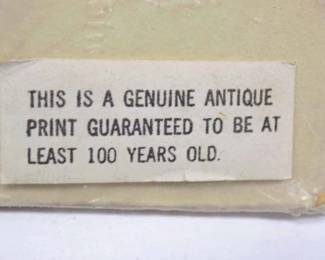 THIS IS A GENUINE ANTIQUE
PRINT GUARANTEED TO BE AT
LEAST 100 YEARS OLD.